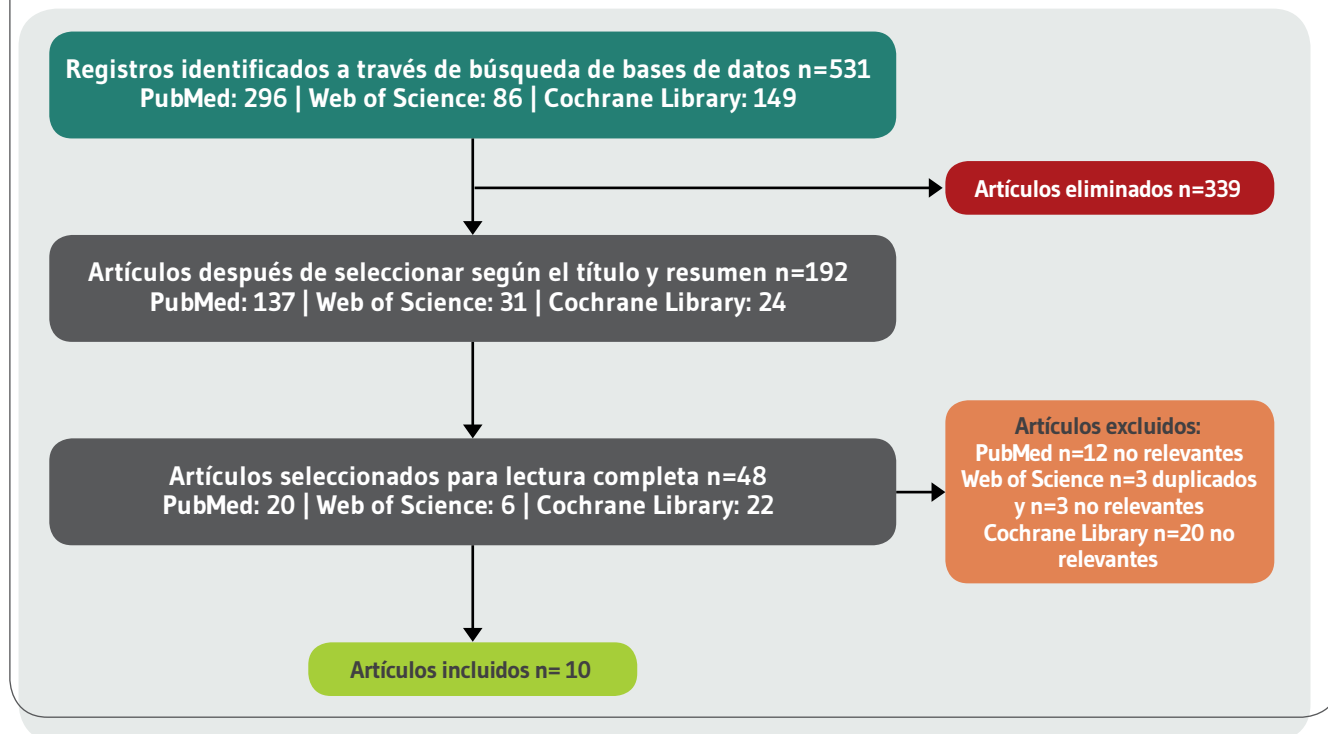 Registros identificados a través de búsqueda de bases de datos n=531
PubMed: 296 | Web of Science: 86 | Cochrane Library: 149
Artículos eliminados n=339
Artículos después de seleccionar según el título y resumen n=192
PubMed: 137 | Web of Science: 31 | Cochrane Library: 24
Artículos seleccionados para lectura completa n=48
PubMed: 20 | Web of Science: 6 | Cochrane Library: 22
Artículos excluidos:
PubMed n=12 no relevantes
Web of Science n=3 duplicados
y n=3 no relevantes
Cochrane Library n=20 no
relevantes
Artículos incluidos n= 10